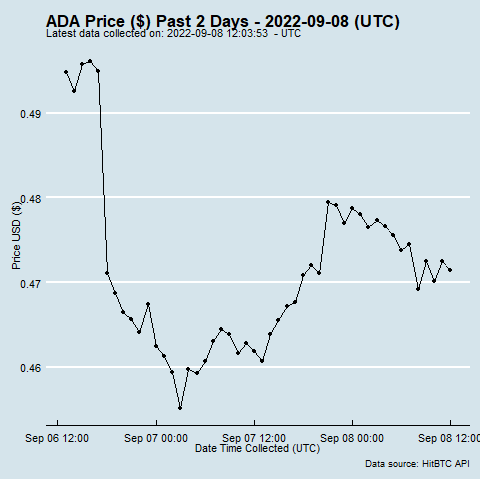 ADA Price ($) Past 2 Days - 2022-09-08 (UTC)
Latest data collected on: 2022-09-08 12:03:53 - UTC
0.49
0.48
0.47
0.46
Price USD ($)
Sep 06 12:00 Sep 07 00:00 Sep 07 12:00 Sep 08 00:00 Sep 08 12:00
Date Time Collected (UTC)
Data source: HitBTC API